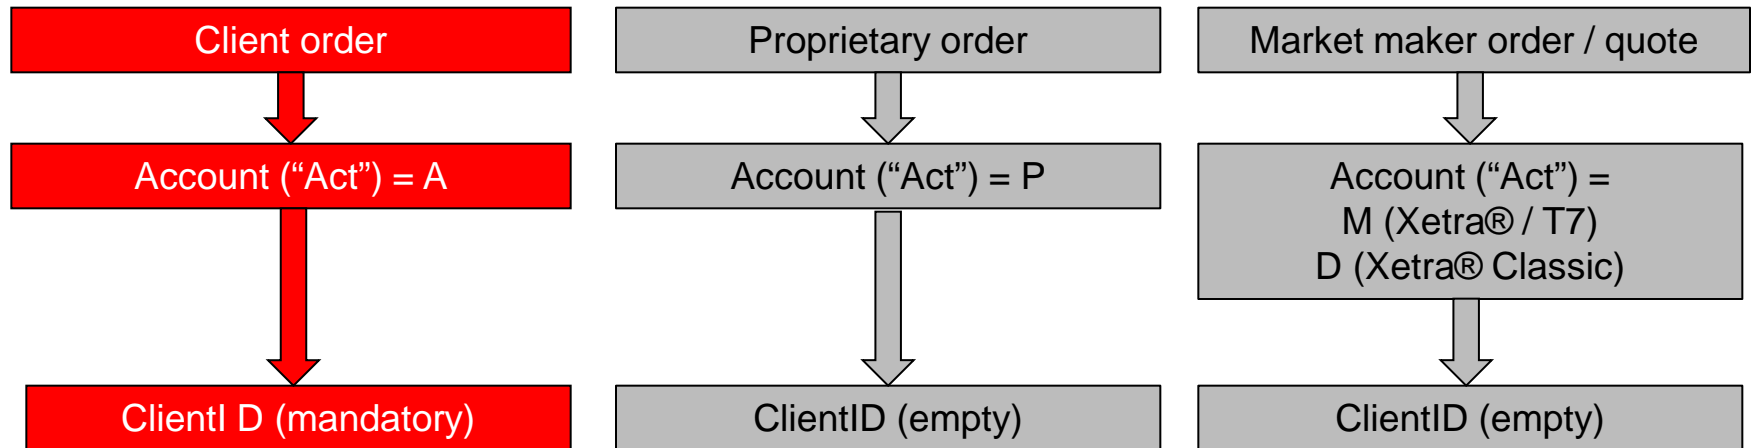 Client order
Proprietary order
Market maker order / quote
Account (“Act”) = A
Account (“Act”) = P
Account (“Act”) =
M (Xetra® / T7)
D (Xetra® Classic)
ClientI D (mandatory)
ClientID (empty)
ClientID (empty)